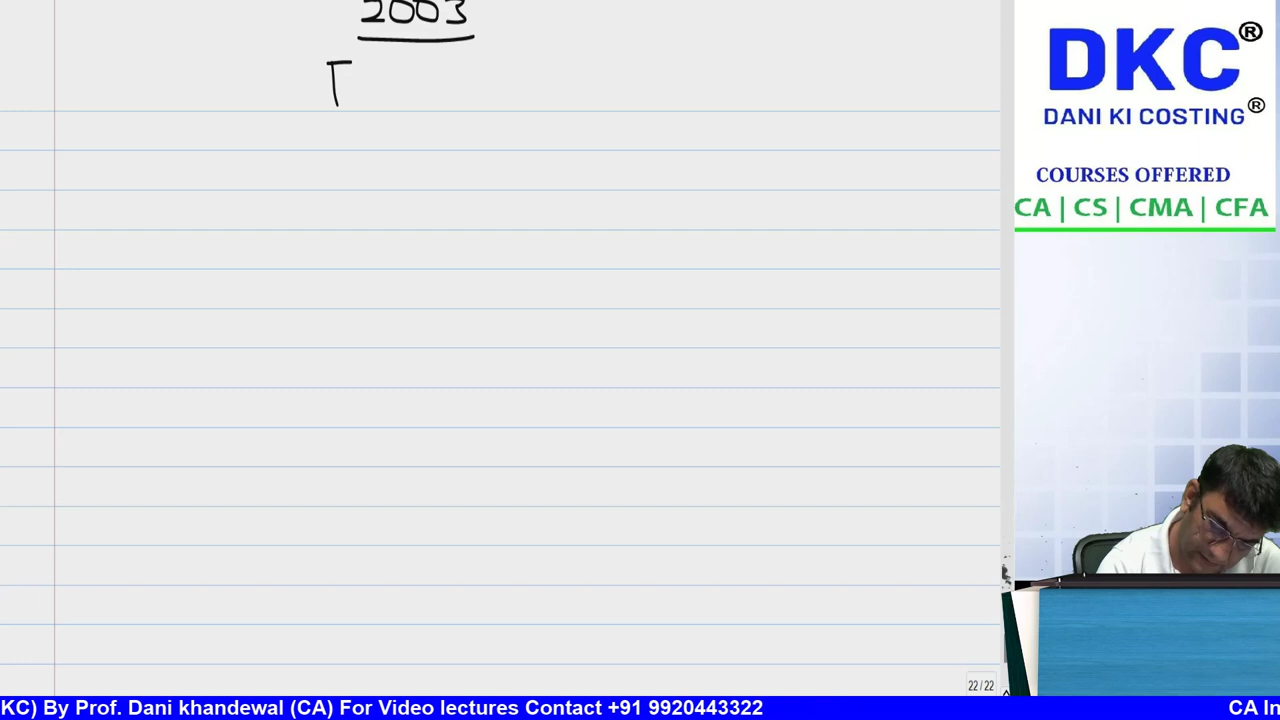 2003
DKC®
DANI KI COSTING®
COURSES OFFERED
CA | CS | CMA | CFA
22/22
KC) By Prof. Dani khandewal (CA) For Video lectures Contact +91 9920443322
CA In